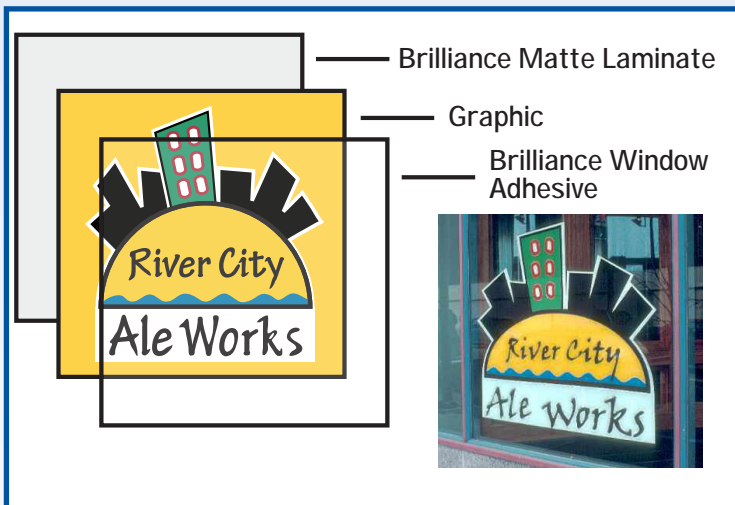 Brilliance Matte Laminate
Graphic
Brilliance Window
Adhesive
River City
Ale Works
River City
Ale Works